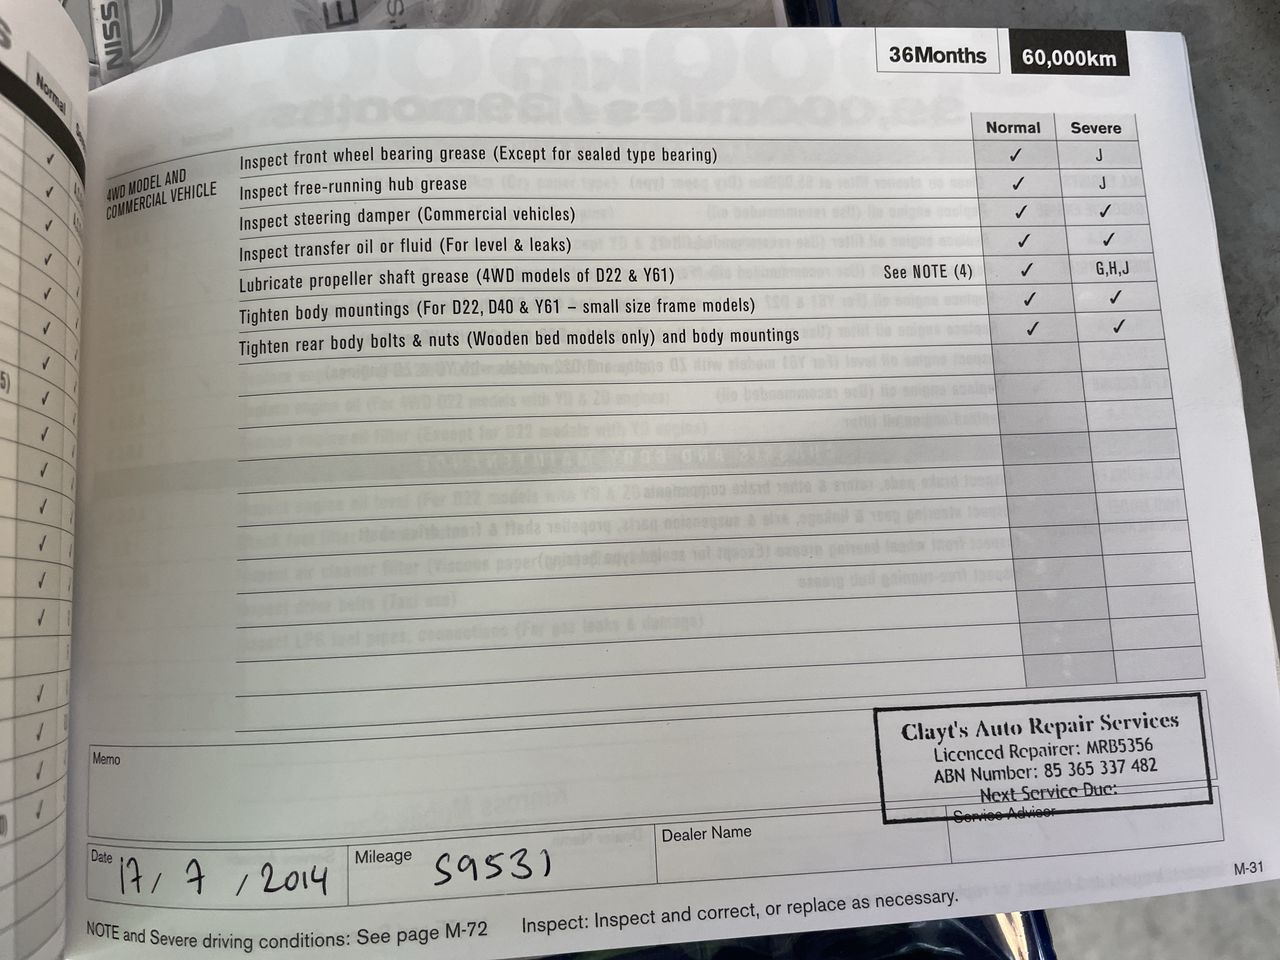 NISS
36Months 60,000km
Normal Severe
Normal
4WD MODEL AND
COMMERCIAL VEHICLE
Inspect front wheel bearing grease (Except for sealed type bearing) ✓ J
Inspect free-running hub grease ✓ J
Inspect steering damper (Commercial vehicles) ✓ ✓
Inspect transfer oil or fluid (For level & leaks) ✓ ✓
Lubricate propeller shaft grease (4WD models of D22 & Y61) See NOTE (4) ✓ G,H,J
Tighten body mountings (For D22, D40 & Y61 – small size frame models) ✓ ✓
Tighten rear body bolts & nuts (Wooden bed models only) and body mountings ✓ ✓
Clayt's Auto Repair Services
Licenced Repairer: MRB5356
ABN Number: 85 365 337 482
Next Service Due:
Memo
Date 17 / 7 / 2014 Mileage 59531 Dealer Name Service Advisor
M-31
NOTE and Severe driving conditions: See page M-72 Inspect: Inspect and correct, or replace as necessary.